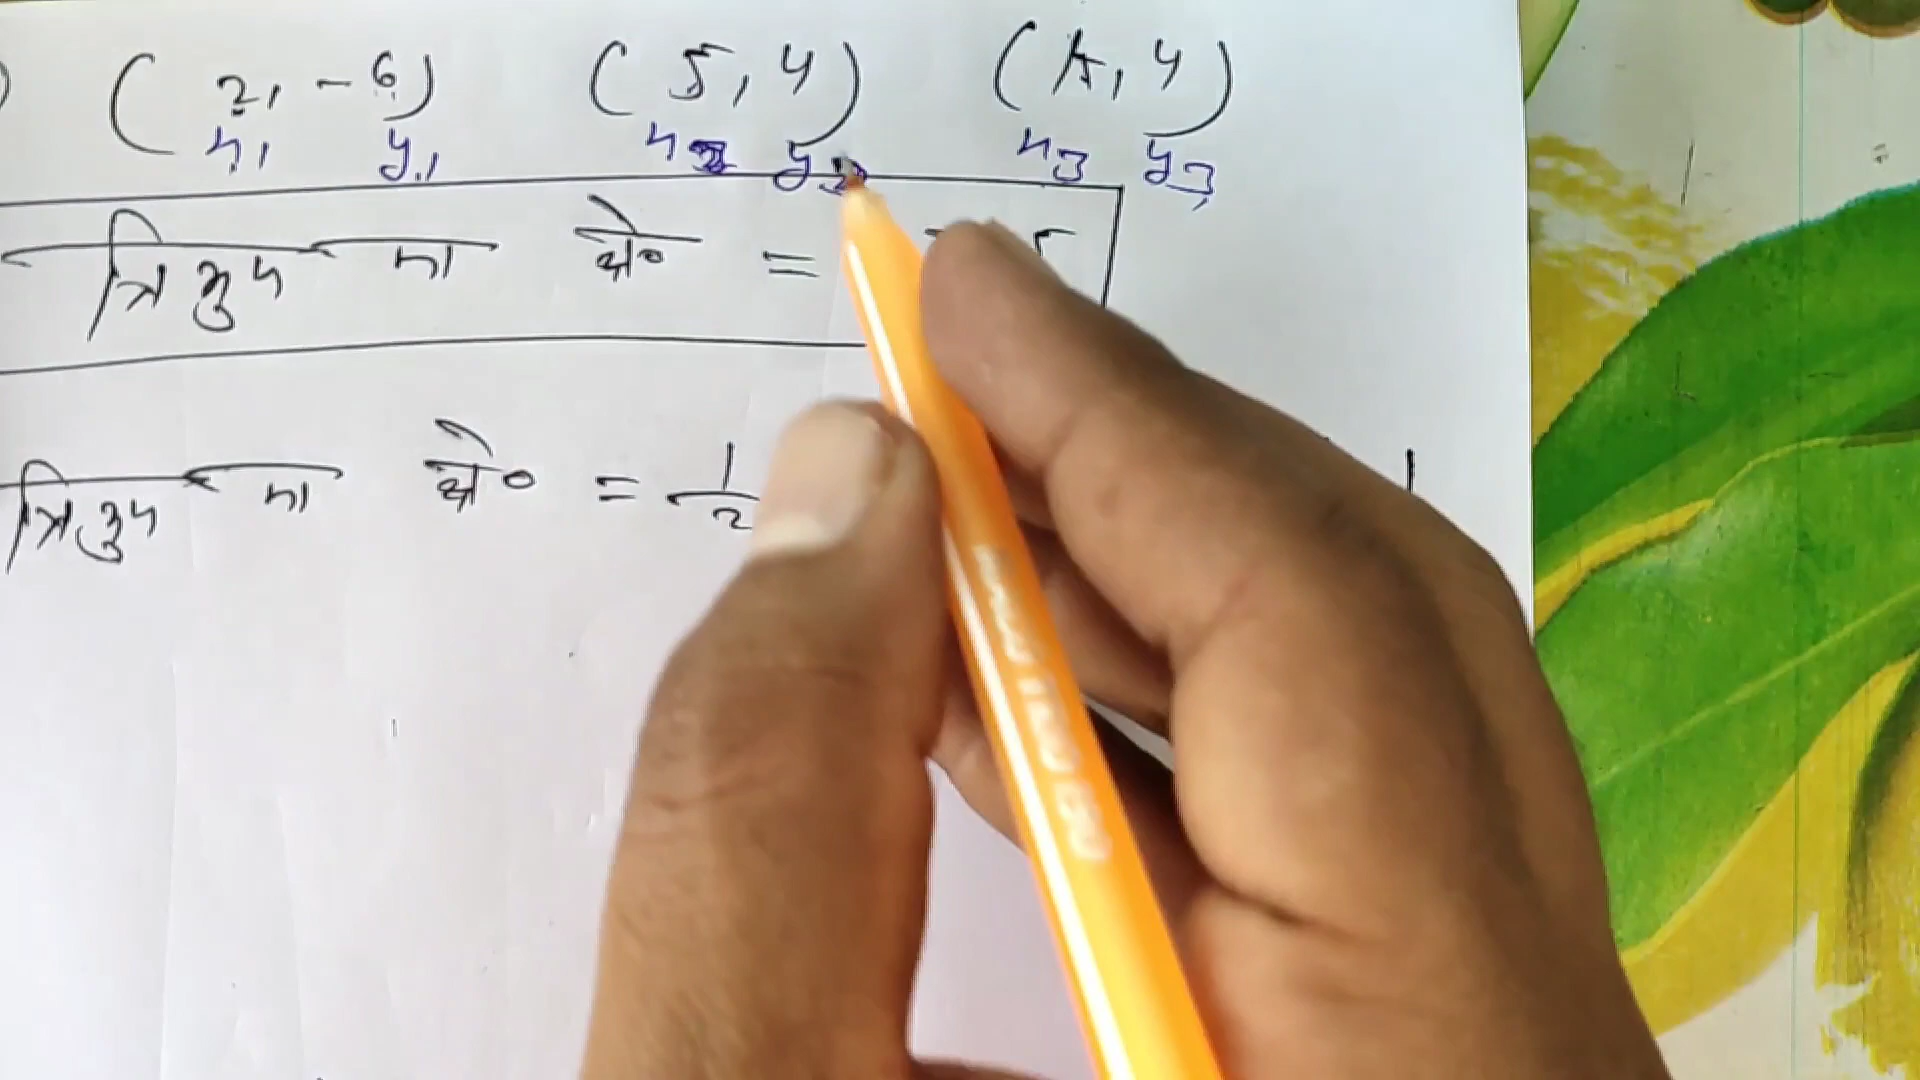 (2, -6) (5, 4) (k, 4)
x1 y1 x2 y2 x3 y3
त्रिभुज का क्षे० =
त्रिभुज का क्षे० = 1/2